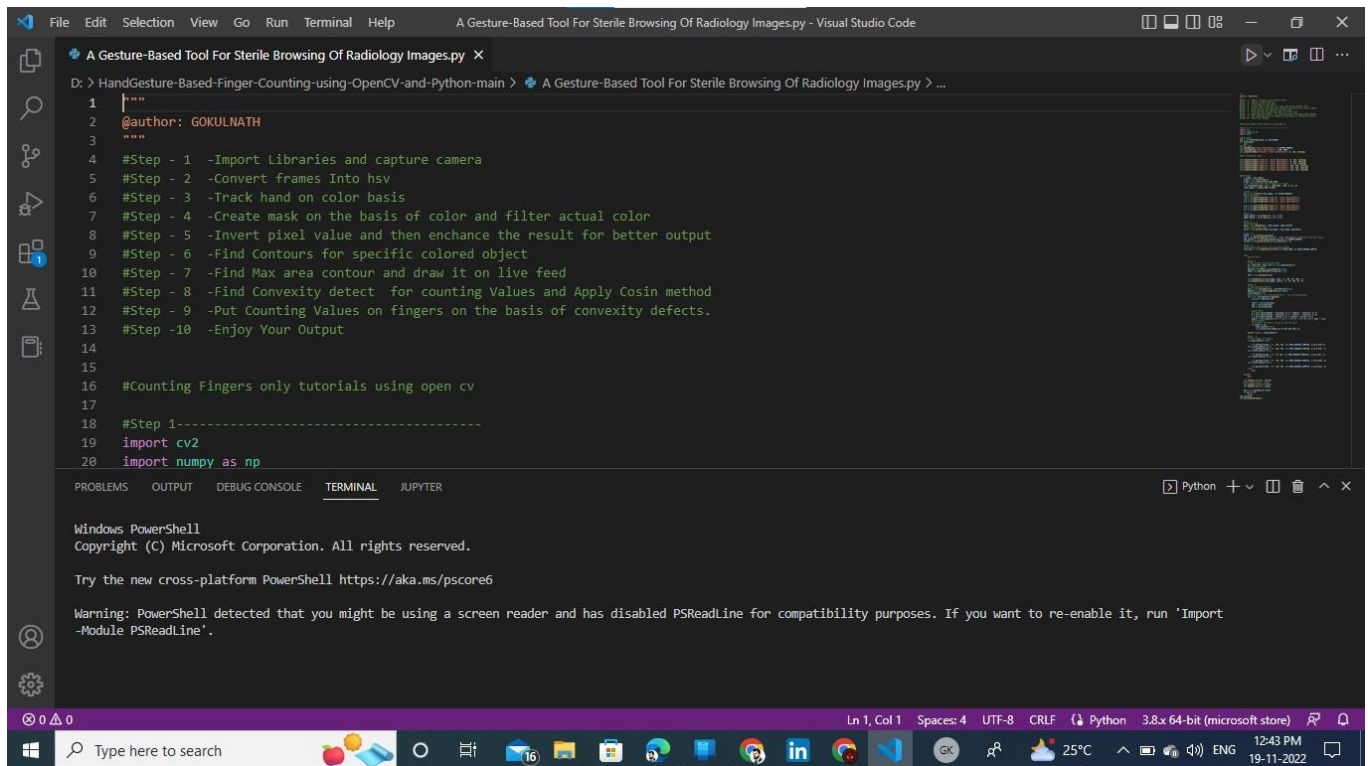 File Edit Selection View Go Run Terminal Help A Gesture-Based Tool For Sterile Browsing Of Radiology Images.py - Visual Studio Code
A Gesture-Based Tool For Sterile Browsing Of Radiology Images.py
D: > HandGesture-Based-Finger-Counting-using-OpenCV-and-Python-main > A Gesture-Based Tool For Sterile Browsing Of Radiology Images.py > ...
1 """
2 @author: GOKULNATH
3 """
4 #Step - 1 -Import Libraries and capture camera
5 #Step - 2 -Convert frames Into hsv
6 #Step - 3 -Track hand on color basis
7 #Step - 4 -Create mask on the basis of color and filter actual color
8 #Step - 5 -Invert pixel value and then enchance the result for better output
9 #Step - 6 -Find Contours for specific colored object
10 #Step - 7 -Find Max area contour and draw it on live feed
11 #Step - 8 -Find Convexity detect  for counting Values and Apply Cosin method
12 #Step - 9 -Put Counting Values on fingers on the basis of convexity defects.
13 #Step -10 -Enjoy Your Output
14
15
16 #Counting Fingers only tutorials using open cv
17
18 #Step 1----------------------------------------
19 import cv2
20 import numpy as np
1
PROBLEMS OUTPUT DEBUG CONSOLE TERMINAL JUPYTER Python
Windows PowerShell
Copyright (C) Microsoft Corporation. All rights reserved.
Try the new cross-platform PowerShell https://aka.ms/pscore6
Warning: PowerShell detected that you might be using a screen reader and has disabled PSReadLine for compatibility purposes. If you want to re-enable it, run 'Import
-Module PSReadLine'.
0 0 Ln 1, Col 1 Spaces: 4 UTF-8 CRLF Python 3.8.x 64-bit (microsoft store)
Type here to search 16 in GK 25°C ENG 12:43 PM
19-11-2022